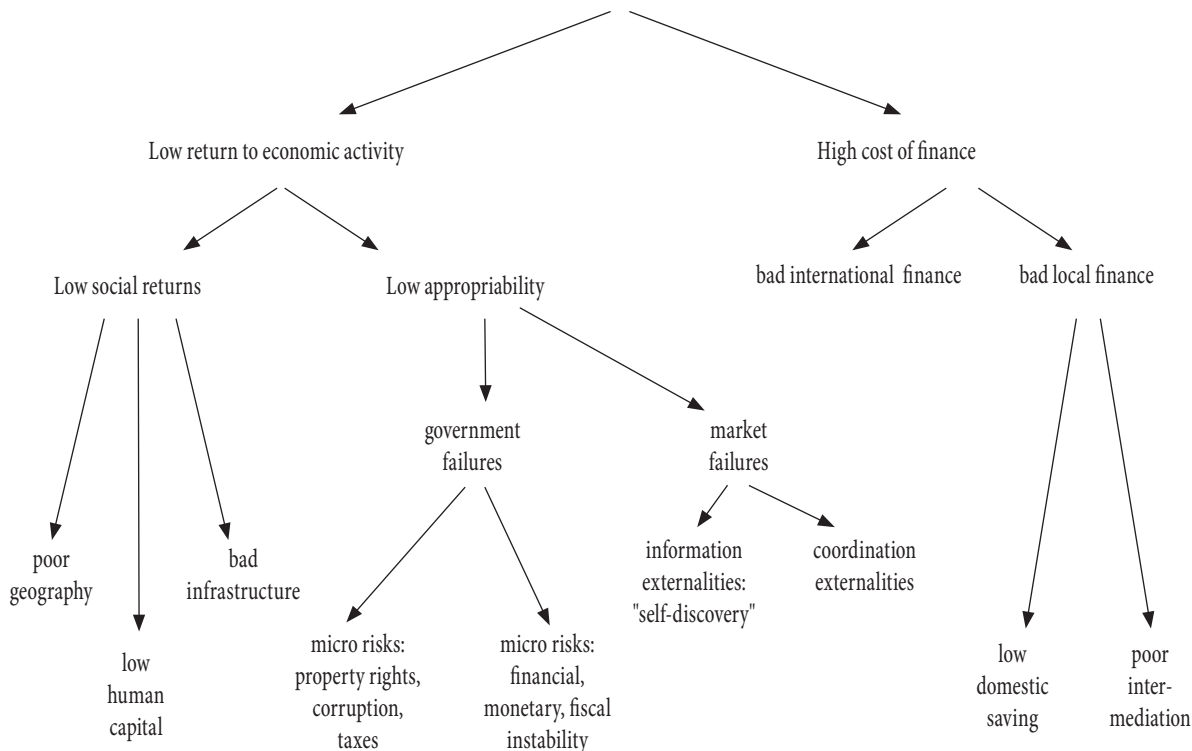 Low return to economic activity
High cost of finance
Low social returns
Low appropriability
bad international finance
bad local finance
government
failures
market
failures
poor
geography
bad
infrastructure
information
externalities:
"self-discovery"
coordination
externalities
low
human
capital
micro risks:
property rights,
corruption,
taxes
micro risks:
financial,
monetary, fiscal
instability
low
domestic
saving
poor
inter-
mediation